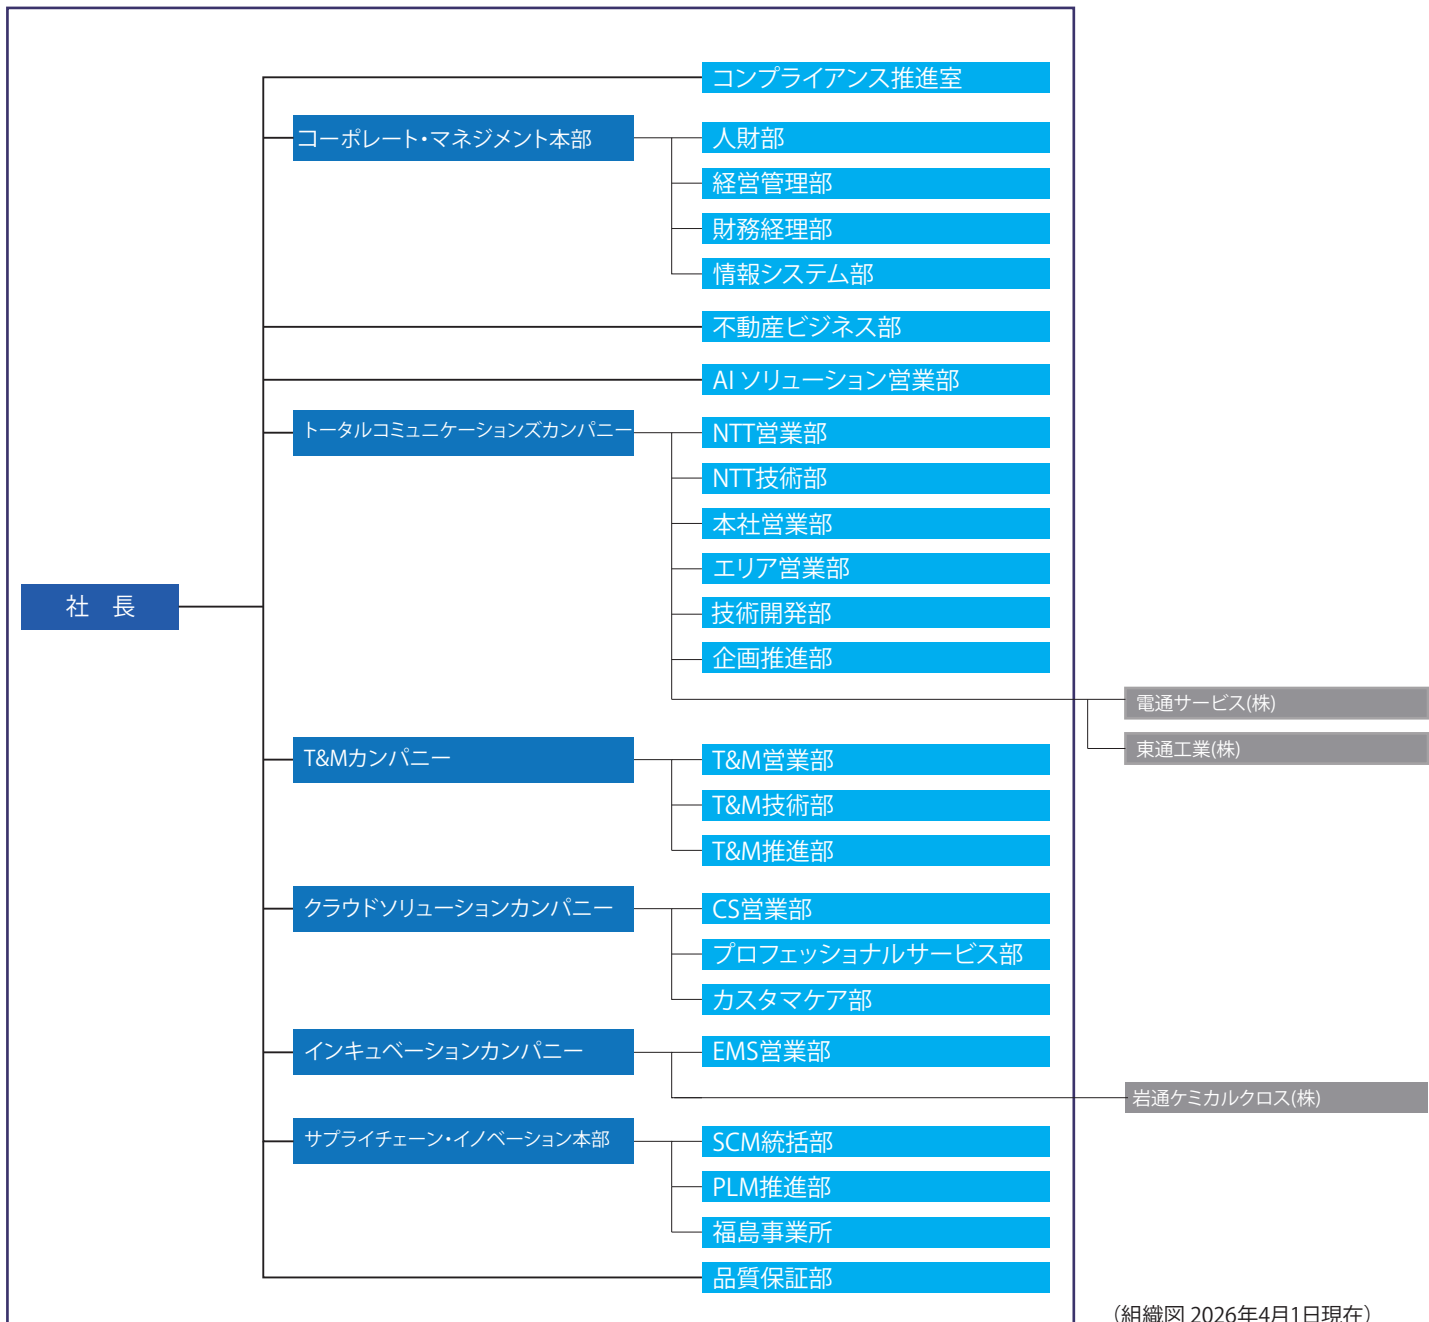 コンプライアンス推進室
コーポレート・マネジメント本部
人財部
経営管理部
財務経理部
情報システム部
不動産ビジネス部
AI ソリューション営業部
トータルコミュニケーションズカンパニー
NTT営業部
NTT技術部
本社営業部
エリア営業部
技術開発部
企画推進部
社　長
電通サービス(株)
東通工業(株)
T&Mカンパニー
T&M営業部
T&M技術部
T&M推進部
クラウドソリューションカンパニー
CS営業部
プロフェッショナルサービス部
カスタマケア部
インキュベーションカンパニー
EMS営業部
岩通ケミカルクロス(株)
サプライチェーン・イノベーション本部
SCM統括部
PLM推進部
福島事業所
品質保証部
（組織図 2026年4月1日現在）